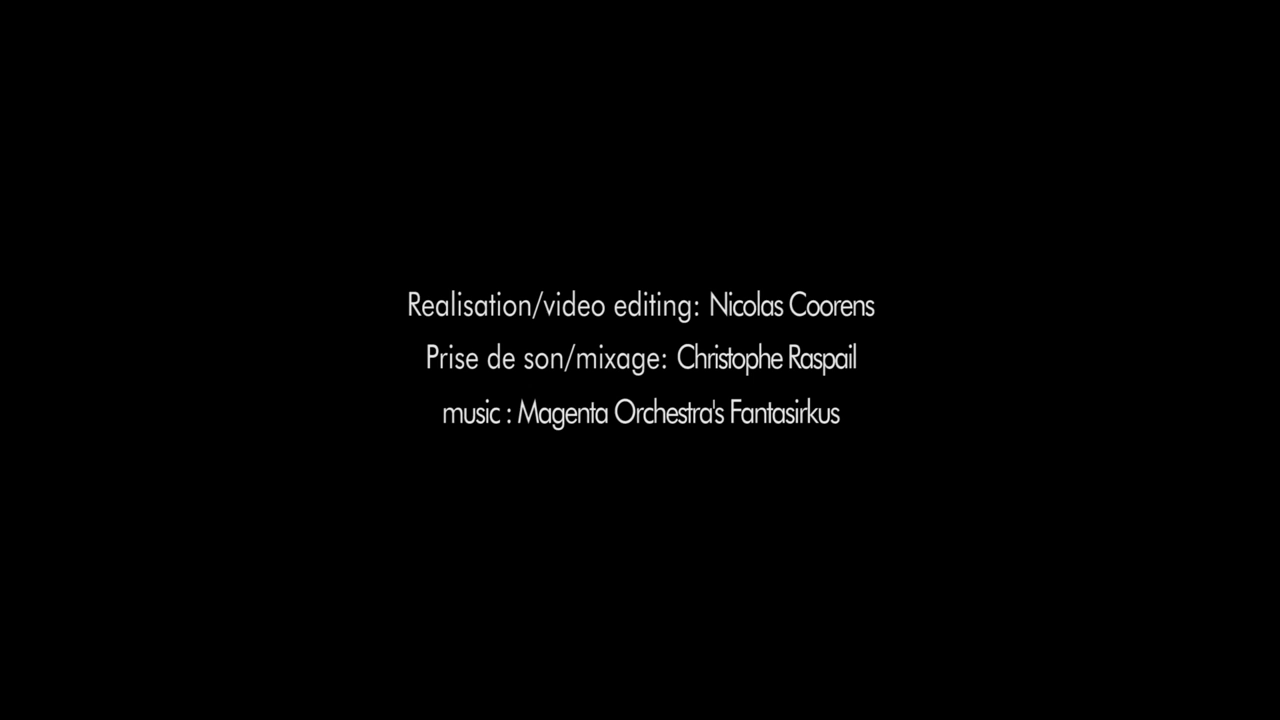 Realisation/video editing: Nicolas Coorens
Prise de son/mixage: Christophe Raspail
music : Magenta Orchestra's Fantasirkus